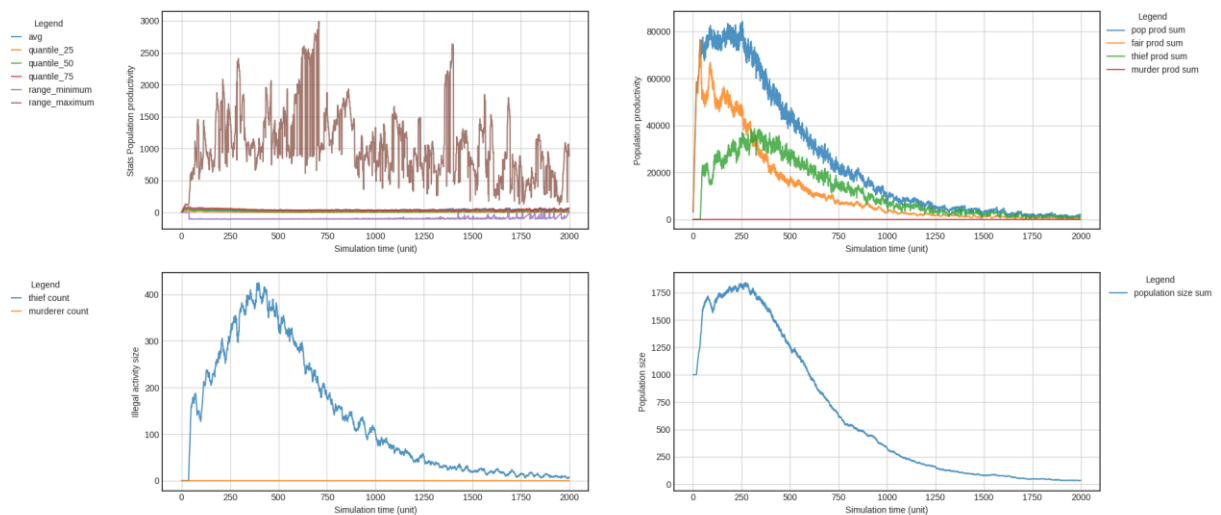 Legend
avg
quantile_25
quantile_50
quantile_75
range_minimum
range_maximum
Stats Population productivity
3000
2500
2000
1500
1000
500
0
0 250 500 750 1000 1250 1500 1750 2000
Simulation time (unit)
Population productivity
80000
60000
40000
20000
0
0 250 500 750 1000 1250 1500 1750 2000
Simulation time (unit)
Legend
pop prod sum
fair prod sum
thief prod sum
murder prod sum
Legend
thief count
murderer count
Illegal activity size
400
300
200
100
0
0 250 500 750 1000 1250 1500 1750 2000
Simulation time (unit)
Population size
1750
1500
1250
1000
750
500
250
0
0 250 500 750 1000 1250 1500 1750 2000
Simulation time (unit)
Legend
population size sum